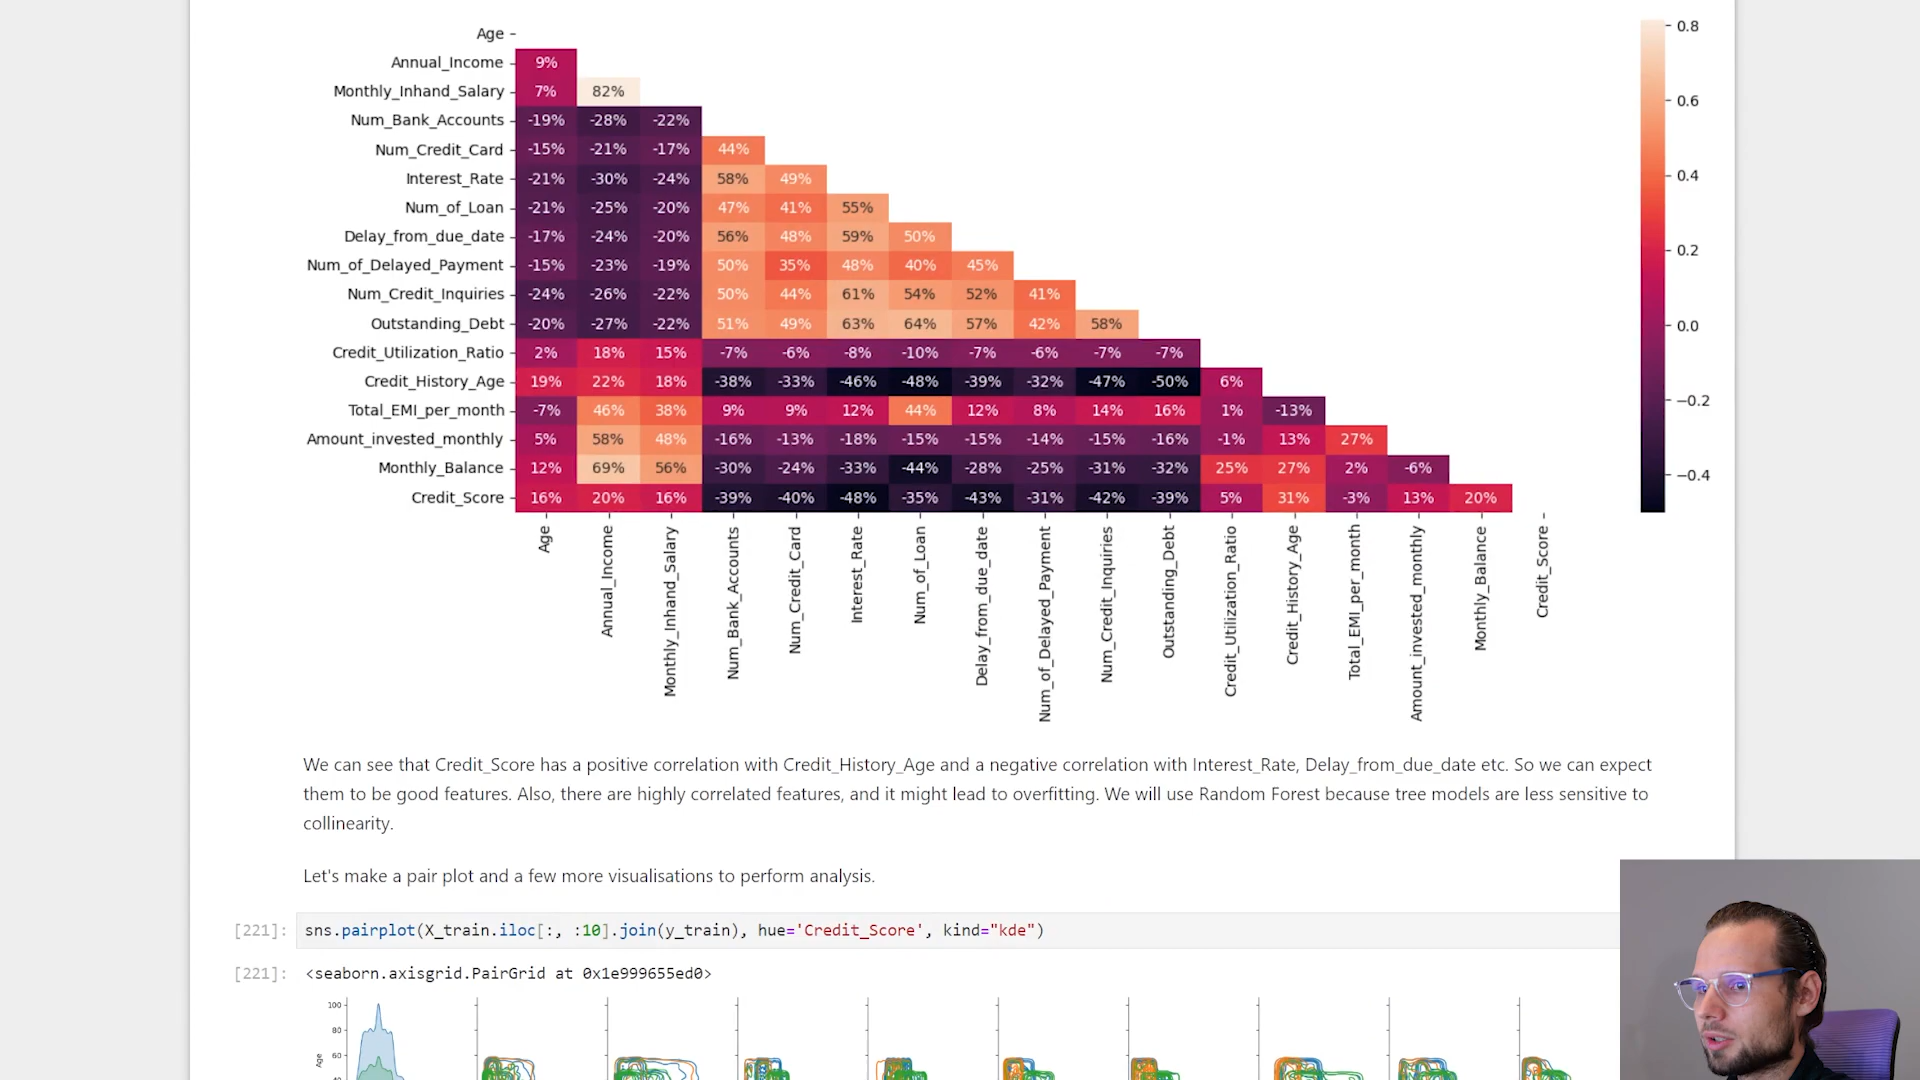 Age
Annual_Income 9%
Monthly_Inhand_Salary 7% 82%
Num_Bank_Accounts -19% -28% -22%
Num_Credit_Card -15% -21% -17% 44%
Interest_Rate -21% -30% -24% 58% 49%
Num_of_Loan -21% -25% -20% 47% 41% 55%
Delay_from_due_date -17% -24% -20% 56% 48% 59% 50%
Num_of_Delayed_Payment -15% -23% -19% 50% 35% 48% 40% 45%
Num_Credit_Inquiries -24% -26% -22% 50% 44% 61% 54% 52% 41%
Outstanding_Debt -20% -27% -22% 51% 49% 63% 64% 57% 42% 58%
Credit_Utilization_Ratio 2% 18% 15% -7% -6% -8% -10% -7% -6% -7% -7%
Credit_History_Age 19% 22% 18% -38% -33% -46% -48% -39% -32% -47% -50% 6%
Total_EMI_per_month -7% 46% 38% 9% 9% 12% 44% 12% 8% 14% 16% 1% -13%
Amount_invested_monthly 5% 58% 48% -16% -13% -18% -15% -15% -14% -15% -16% -1% 13% 27%
Monthly_Balance 12% 69% 56% -30% -24% -33% -44% -28% -25% -31% -32% 25% 27% 2% -6%
Credit_Score 16% 20% 16% -39% -40% -48% -35% -43% -31% -42% -39% 5% 31% -3% 13% 20%
Age
Annual_Income
Monthly_Inhand_Salary
Num_Bank_Accounts
Num_Credit_Card
Interest_Rate
Num_of_Loan
Delay_from_due_date
Num_of_Delayed_Payment
Num_Credit_Inquiries
Outstanding_Debt
Credit_Utilization_Ratio
Credit_History_Age
Total_EMI_per_month
Amount_invested_monthly
Monthly_Balance
Credit_Score
0.8
0.6
0.4
0.2
0.0
−0.2
−0.4
We can see that Credit_Score has a positive correlation with Credit_History_Age and a negative correlation with Interest_Rate, Delay_from_due_date etc. So we can expect
them to be good features. Also, there are highly correlated features, and it might lead to overfitting. We will use Random Forest because tree models are less sensitive to
collinearity.
Let's make a pair plot and a few more visualisations to perform analysis.
[221]: sns.pairplot(X_train.iloc[:, :10].join(y_train), hue='Credit_Score', kind="kde")
[221]: <seaborn.axisgrid.PairGrid at 0x1e999655ed0>
100
80
60
Age